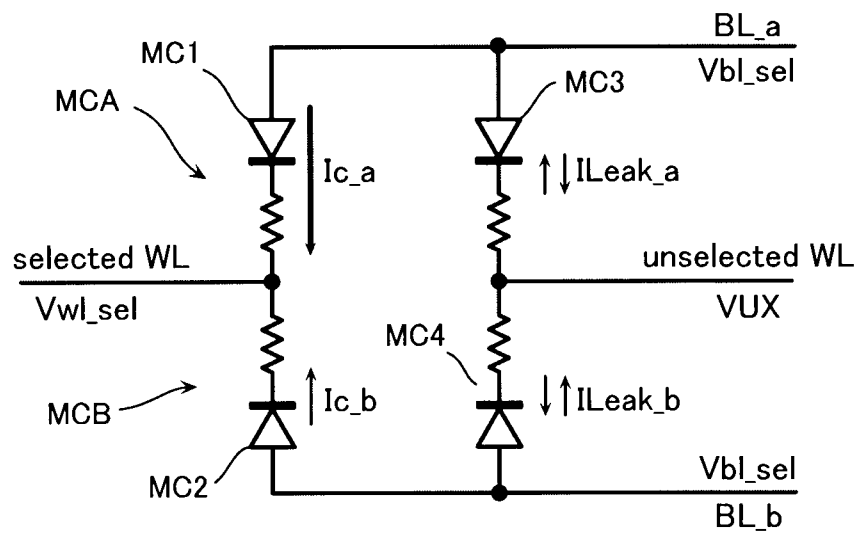 BL_a
MC1
Vbl_sel
MC3
MCA
Ic_a
ILeak_a
selected WL
unselected WL
Vwl_sel
VUX
MC4
Ic_b
ILeak_b
MCB
Vbl_sel
MC2
BL_b